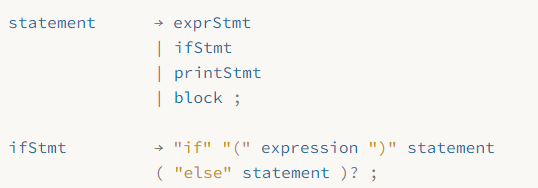 statement → exprStmt
| ifStmt
| printStmt
| block ;
ifStmt → "if" "(" expression ")" statement
( "else" statement )? ;